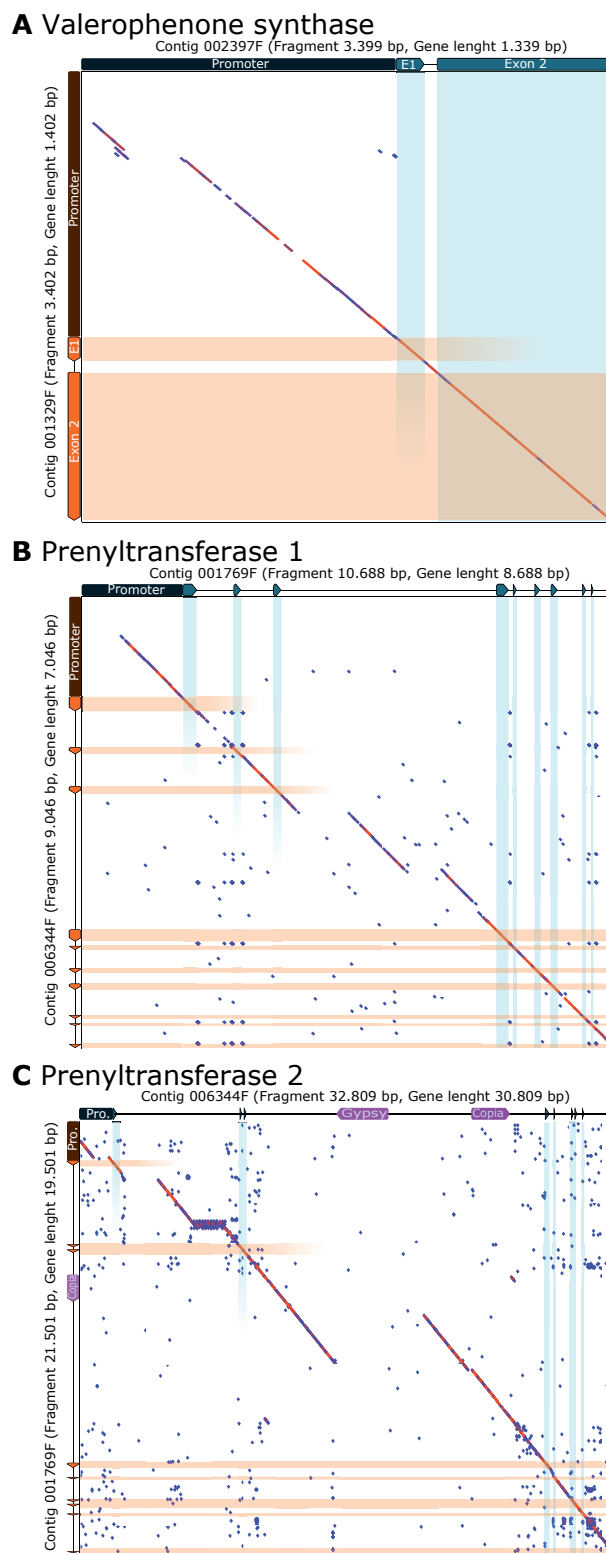 A Valerophenone synthase
Contig 002397F (Fragment 3.399 bp, Gene lenght 1.339 bp)
Promoter
E1
Exon 2
Contig 001329F (Fragment 3.402 bp, Gene lenght 1.402 bp)
Promoter
E1
Exon 2
B Prenyltransferase 1
Contig 001769F (Fragment 10.688 bp, Gene lenght 8.688 bp)
Promoter
Contig 006344F (Fragment 9.046 bp, Gene lenght 7.046 bp)
Promoter
C Prenyltransferase 2
Contig 006344F (Fragment 32.809 bp, Gene lenght 30.809 bp)
Pro.
Gypsy
Copia
Contig 001769F (Fragment 21.501 bp, Gene lenght 19.501 bp)
Pro.
Copia